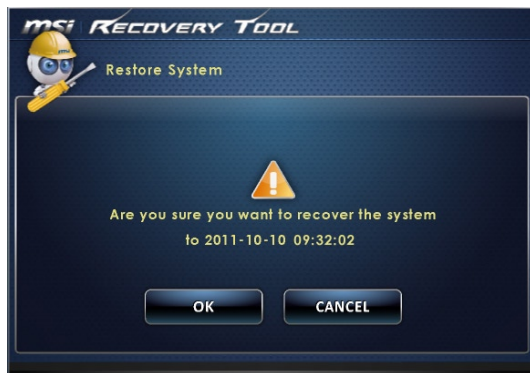 msi RECOVERY TOOL
Restore System
Are you sure you want to recover the system
to 2011-10-10 09:32:02
OK
CANCEL